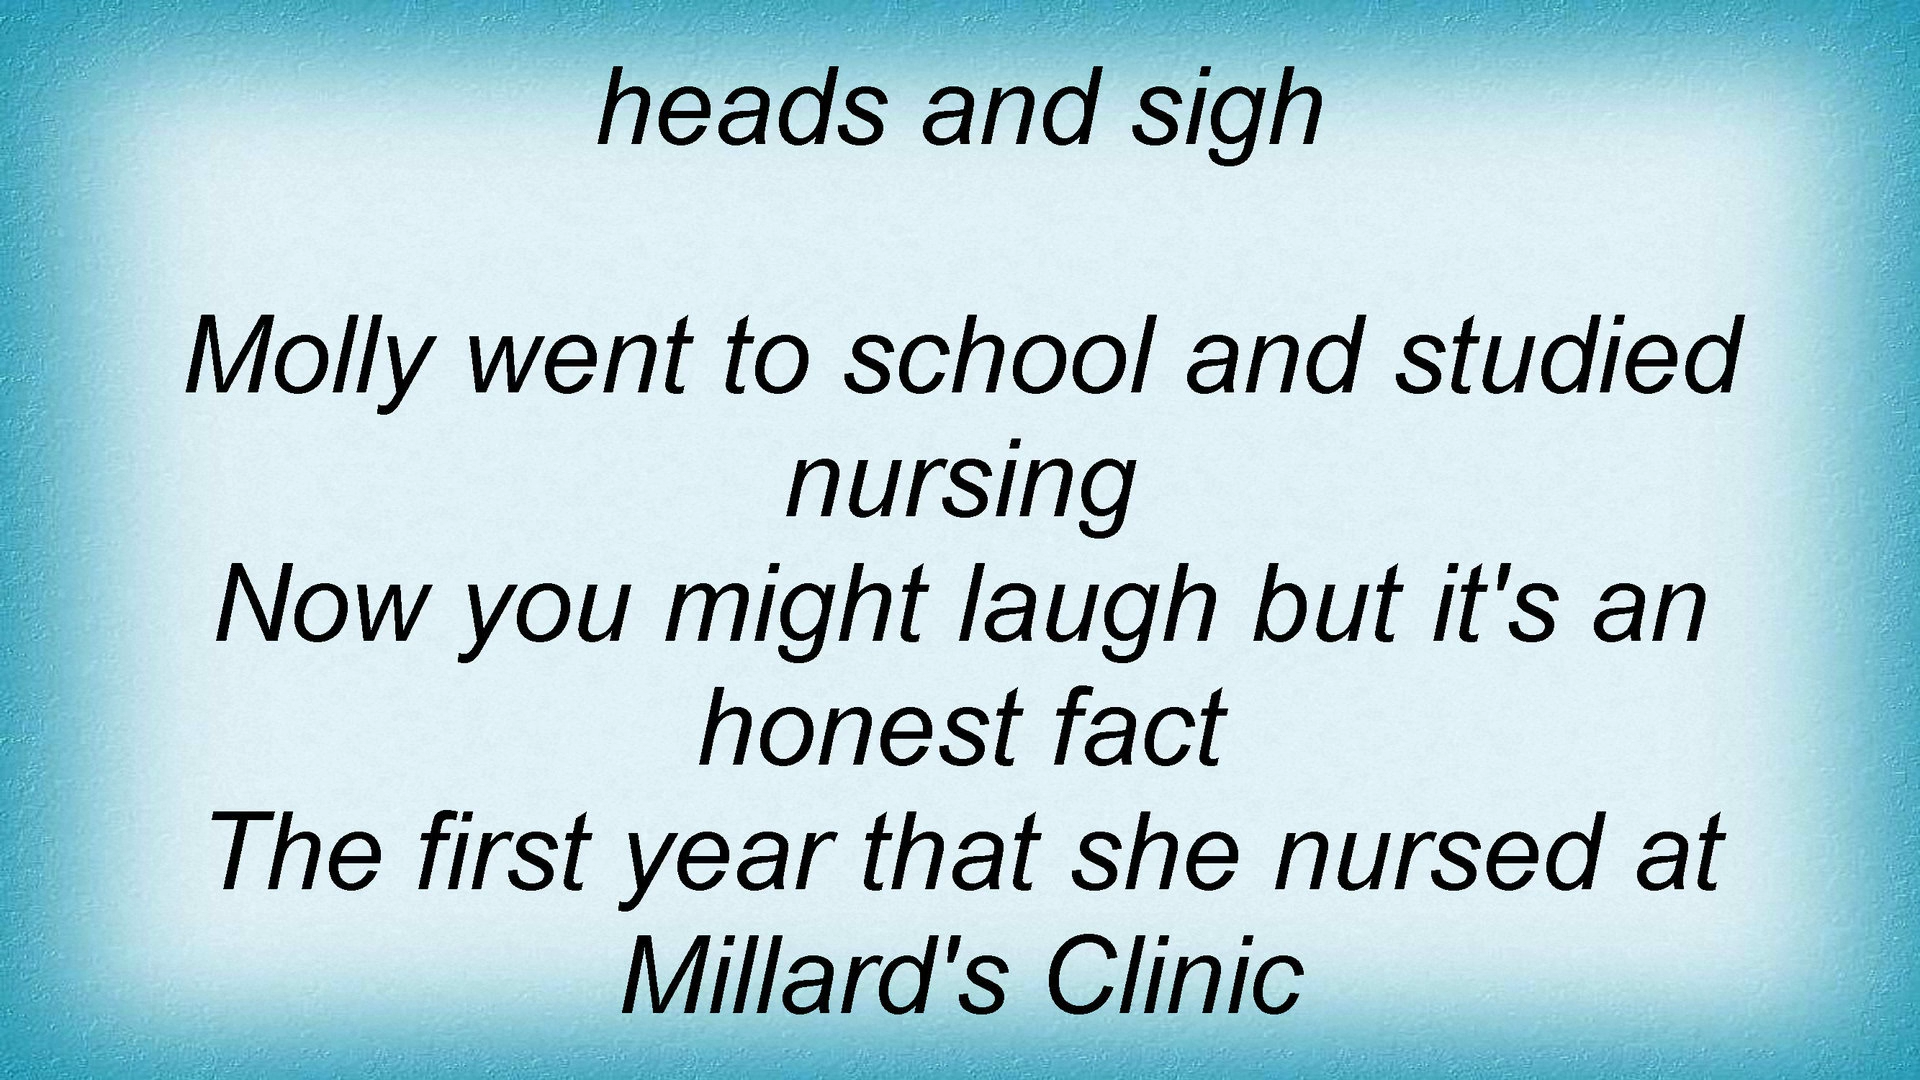 heads and sigh
Molly went to school and studied
nursing
Now you might laugh but it's an
honest fact
The first year that she nursed at
Millard's Clinic